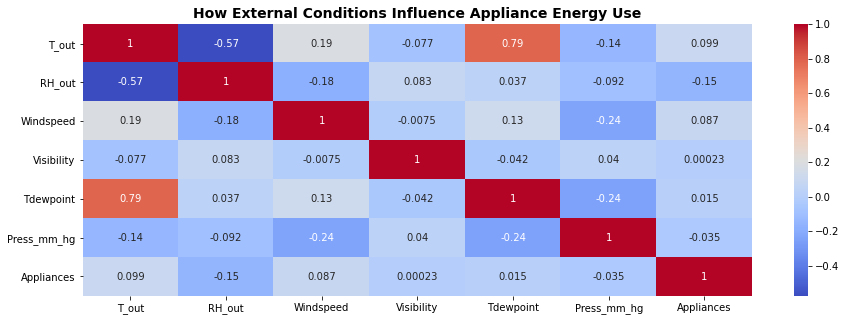 How External Conditions Influence Appliance Energy Use
T_out 1 -0.57 0.19 -0.077 0.79 -0.14 0.099
RH_out -0.57 1 -0.18 0.083 0.037 -0.092 -0.15
Windspeed 0.19 -0.18 1 -0.0075 0.13 -0.24 0.087
Visibility -0.077 0.083 -0.0075 1 -0.042 0.04 0.00023
Tdewpoint 0.79 0.037 0.13 -0.042 1 -0.24 0.015
Press_mm_hg -0.14 -0.092 -0.24 0.04 -0.24 1 -0.035
Appliances 0.099 -0.15 0.087 0.00023 0.015 -0.035 1
T_out RH_out Windspeed Visibility Tdewpoint Press_mm_hg Appliances
1.0
0.8
0.6
0.4
0.2
0.0
−0.2
−0.4